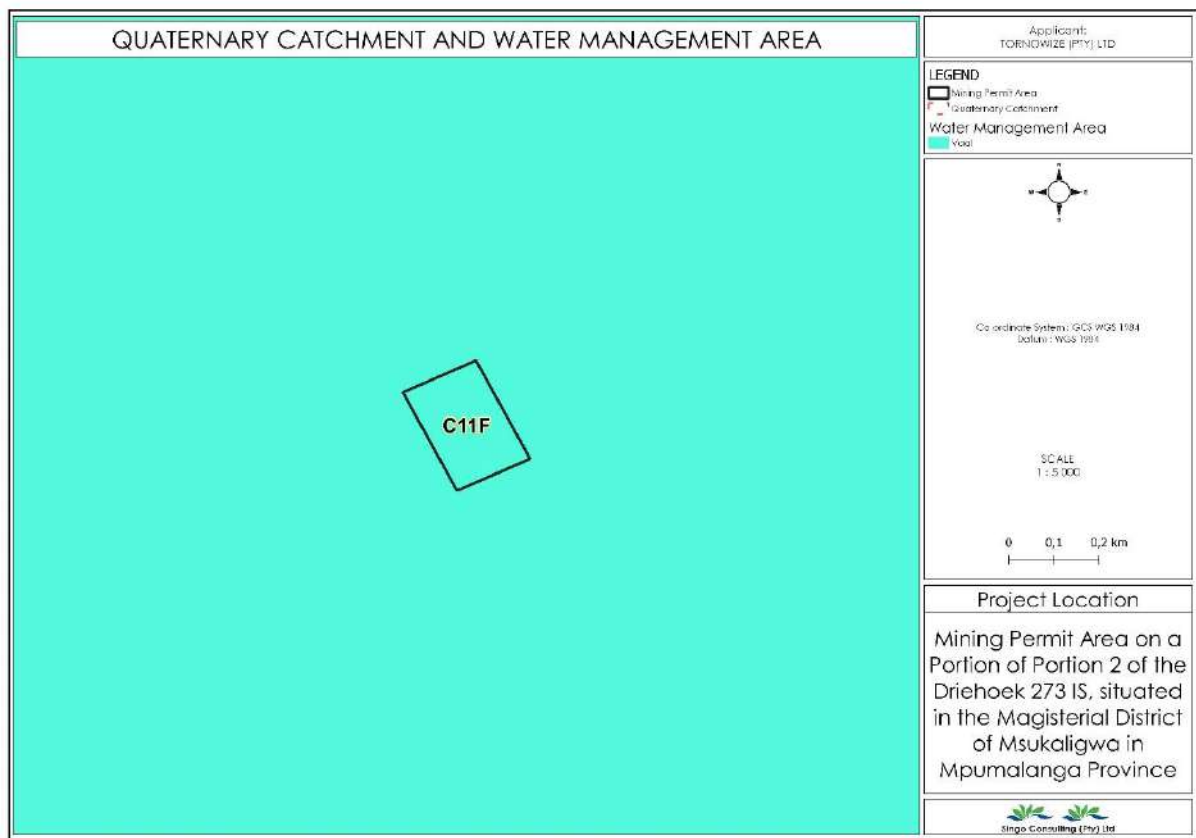 QUATERNARY CATCHMENT AND WATER MANAGEMENT AREA
C11F
Applicant:
TORNOWIZE (PTY) LTD
LEGEND
Mining Permit Area
Quaternary Catchment
Water Management Area
Vaal
N
W
E
S
Co ordinate System : GCS WGS 1984
Datum : WGS 1984
SCALE
1 : 5 000
0 0,1 0,2 km
Project Location
Mining Permit Area on a
Portion of Portion 2 of the
Driehoek 273 IS, situated
in the Magisterial District
of Msukaligwa in
Mpumalanga Province
Singo Consulting (Pty) Ltd